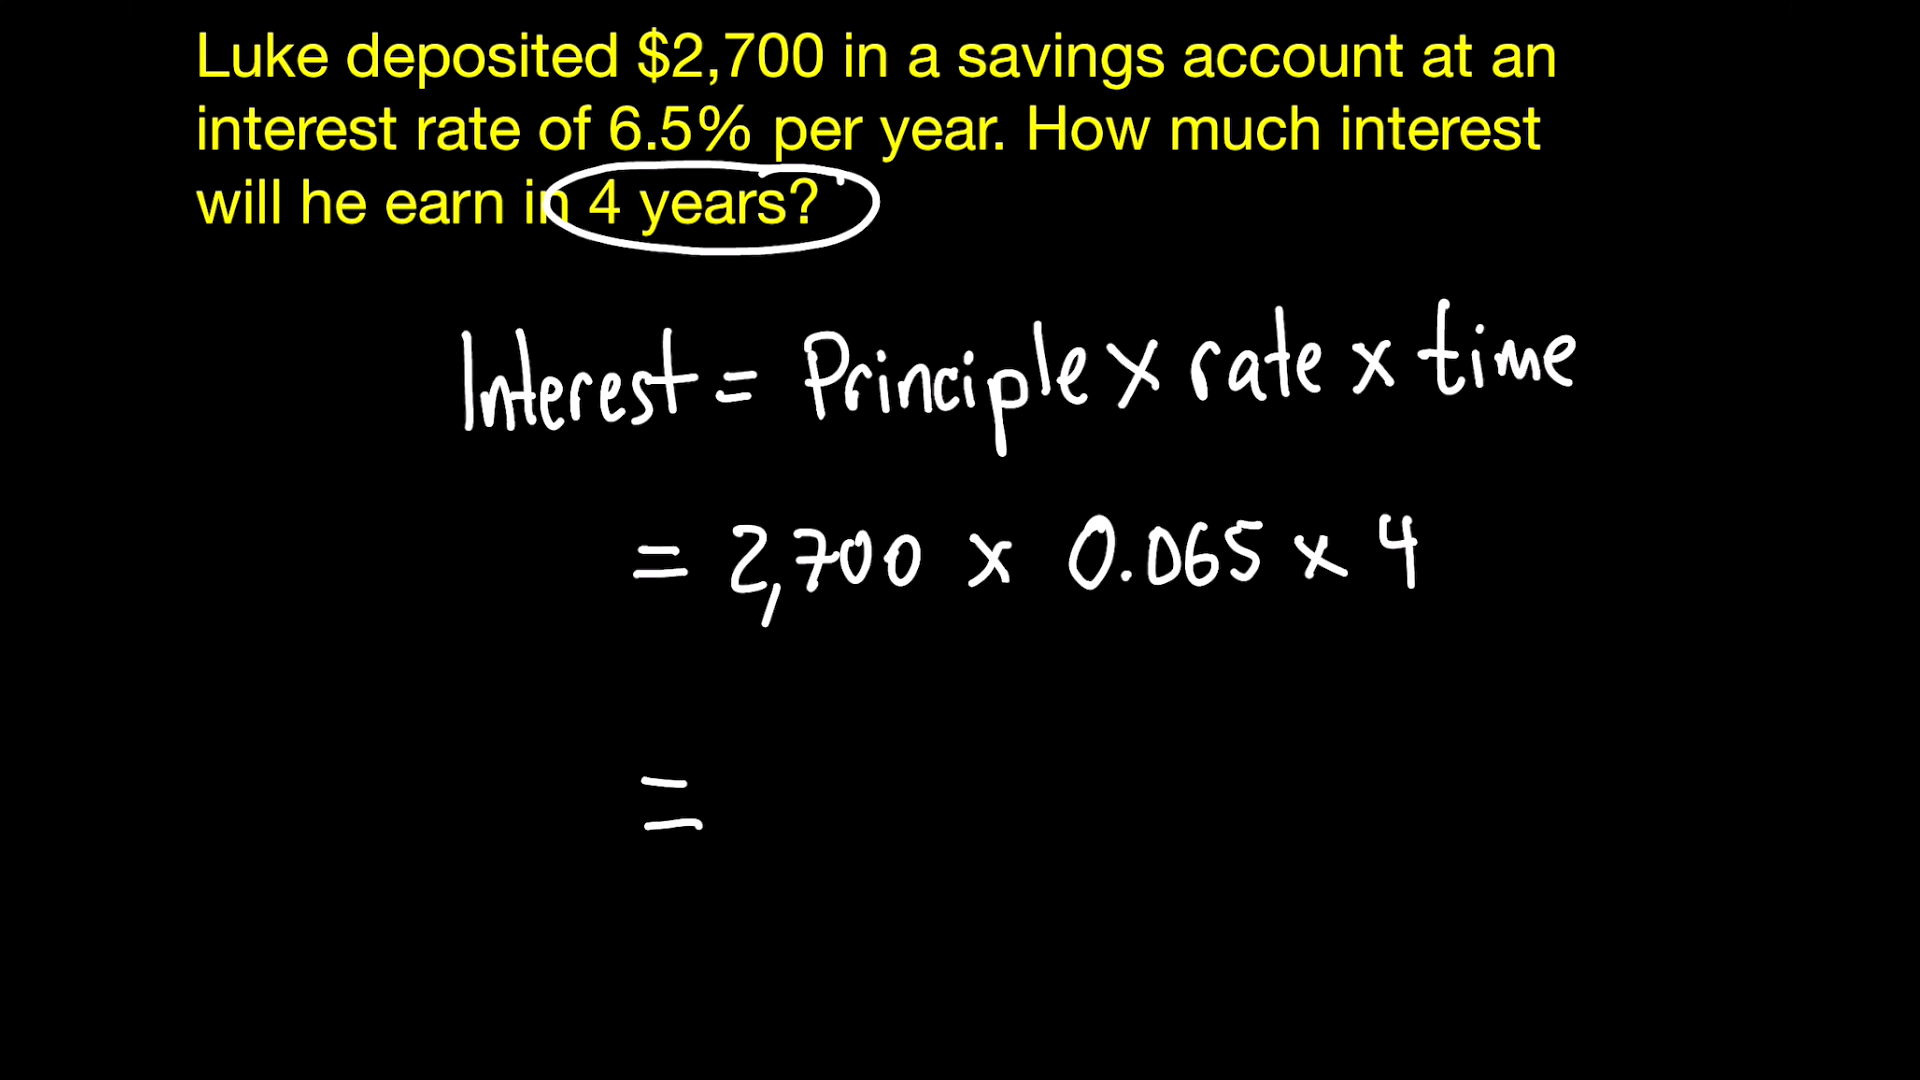 Luke deposited $2,700 in a savings account at an
interest rate of 6.5% per year. How much interest
will he earn in 4 years?
Interest = Principle x rate x time
= 2,700 x 0.065 x 4
=